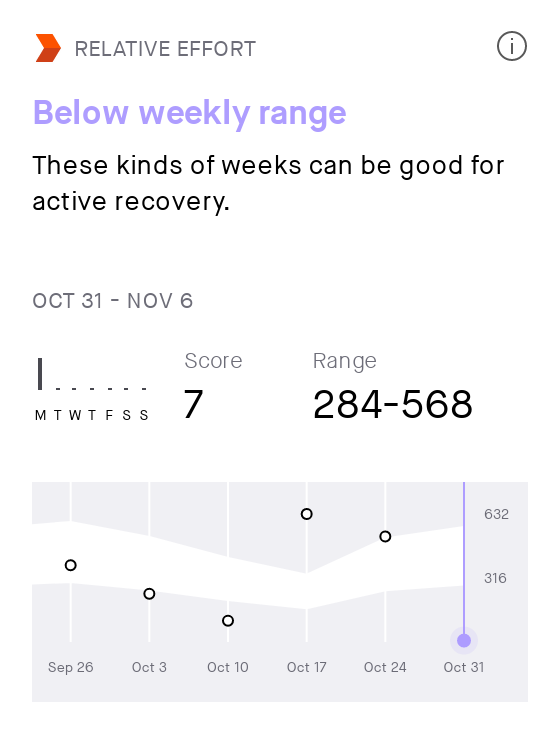 RELATIVE EFFORT
Below weekly range
These kinds of weeks can be good for
active recovery.
OCT 31 - NOV 6
Score
Range
M T W T F S S
7
284-568
632
316
Sep 26
Oct 3
Oct 10
Oct 17
Oct 24
Oct 31